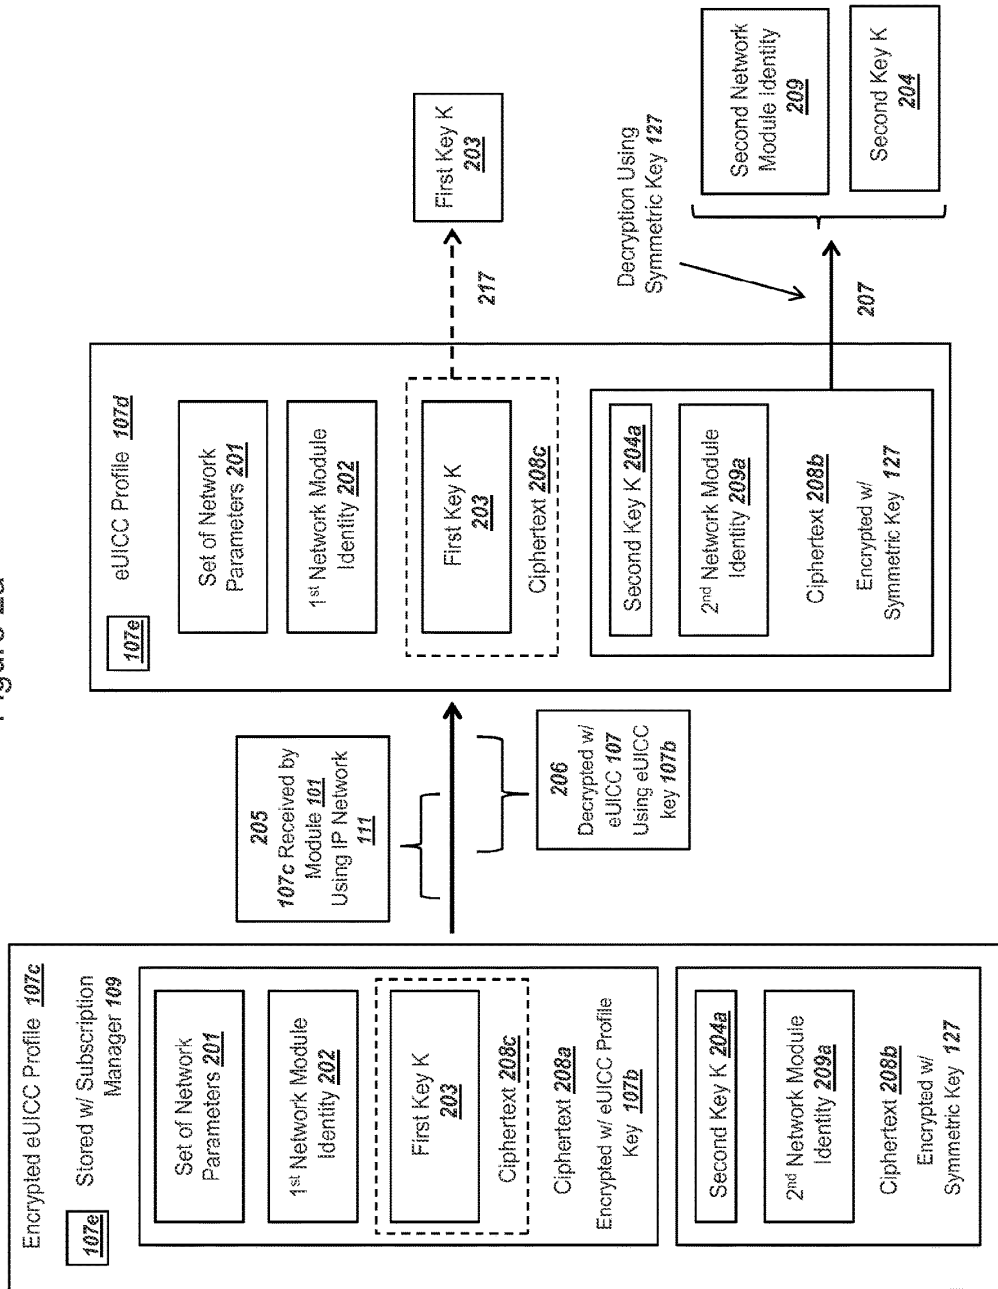 Encrypted eUICC Profile 107c
107e
Stored w/ Subscription
Manager 109
Set of Network
Parameters 201
1st Network Module
Identity 202
First Key K
203
Ciphertext 208c
Ciphertext 208a
Encrypted w/ eUICC Profile
Key 107b
Second Key K 204a
2nd Network Module
Identity 209a
Ciphertext 208b
Encrypted w/
Symmetric Key 127
205
107c Received by
Module 101
Using IP Network
111
206
Decrypted w/
eUICC 107
Using eUICC
key 107b
107e
eUICC Profile 107d
Set of Network
Parameters 201
1st Network Module
Identity 202
First Key K
203
Ciphertext 208c
Second Key K 204a
2nd Network Module
Identity 209a
Ciphertext 208b
Encrypted w/
Symmetric Key 127
217
First Key K
203
Decryption Using
Symmetric Key 127
207
Second Network
Module Identity
209
Second Key K
204